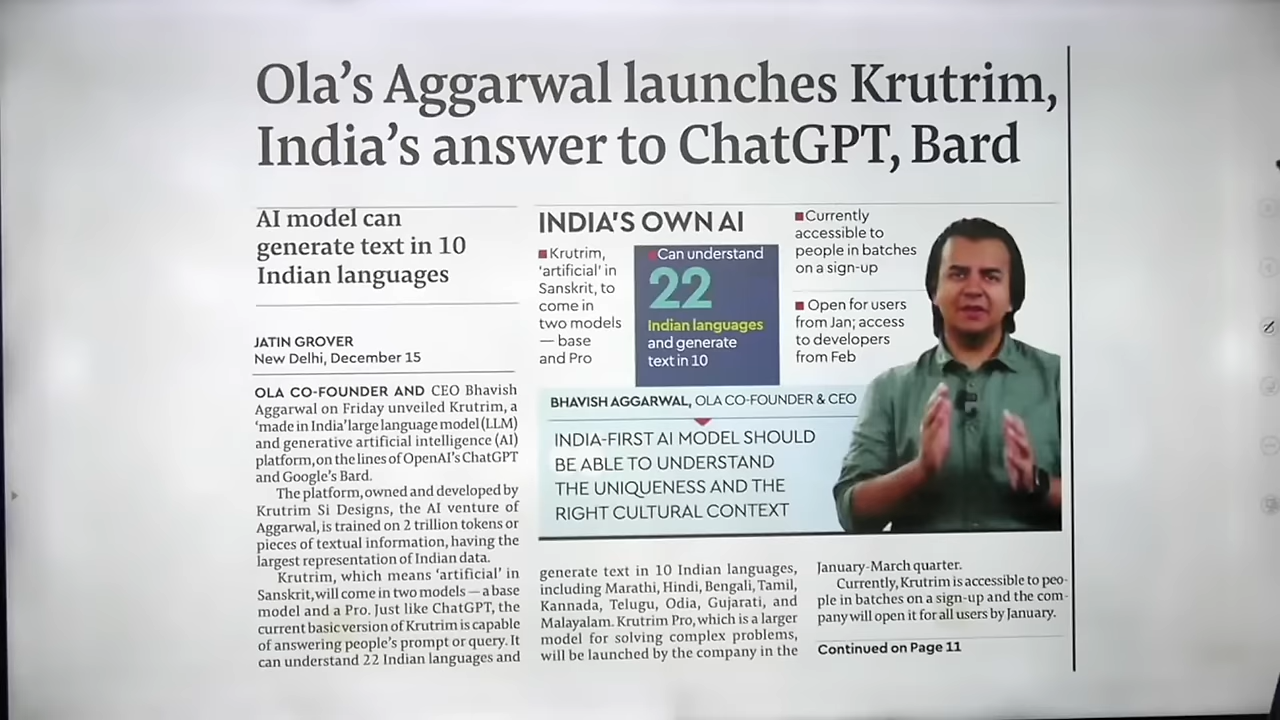 Ola's Aggarwal launches Krutrim,
India's answer to ChatGPT, Bard
AI model can
generate text in 10
Indian languages
JATIN GROVER
New Delhi, December 15
OLA CO-FOUNDER AND CEO Bhavish
Aggarwal on Friday unveiled Krutrim, a
'made in India' large language model (LLM)
and generative artificial intelligence (AI)
platform, on the lines of OpenAI's ChatGPT
and Google's Bard.
The platform, owned and developed by
Krutrim Si Designs, the AI venture of
Aggarwal, is trained on 2 trillion tokens or
pieces of textual information, having the
largest representation of Indian data.
Krutrim, which means 'artificial' in
Sanskrit, will come in two models — a base
model and a Pro. Just like ChatGPT, the
current basic version of Krutrim is capable
of answering people's prompt or query. It
can understand 22 Indian languages and
INDIA'S OWN AI
Krutrim,
'artificial' in
Sanskrit, to
come in
two models
— base
and Pro
Can understand
22
Indian languages
and generate
text in 10
Currently
accessible to
people in batches
on a sign-up
Open for users
from Jan; access
to developers
from Feb
BHAVISH AGGARWAL, OLA CO-FOUNDER & CEO
INDIA-FIRST AI MODEL SHOULD
BE ABLE TO UNDERSTAND
THE UNIQUENESS AND THE
RIGHT CULTURAL CONTEXT
generate text in 10 Indian languages,
including Marathi, Hindi, Bengali, Tamil,
Kannada, Telugu, Odia, Gujarati, and
Malayalam. Krutrim Pro, which is a larger
model for solving complex problems,
will be launched by the company in the
January-March quarter.
Currently, Krutrim is accessible to peo-
ple in batches on a sign-up and the com-
pany will open it for all users by January.
Continued on Page 11